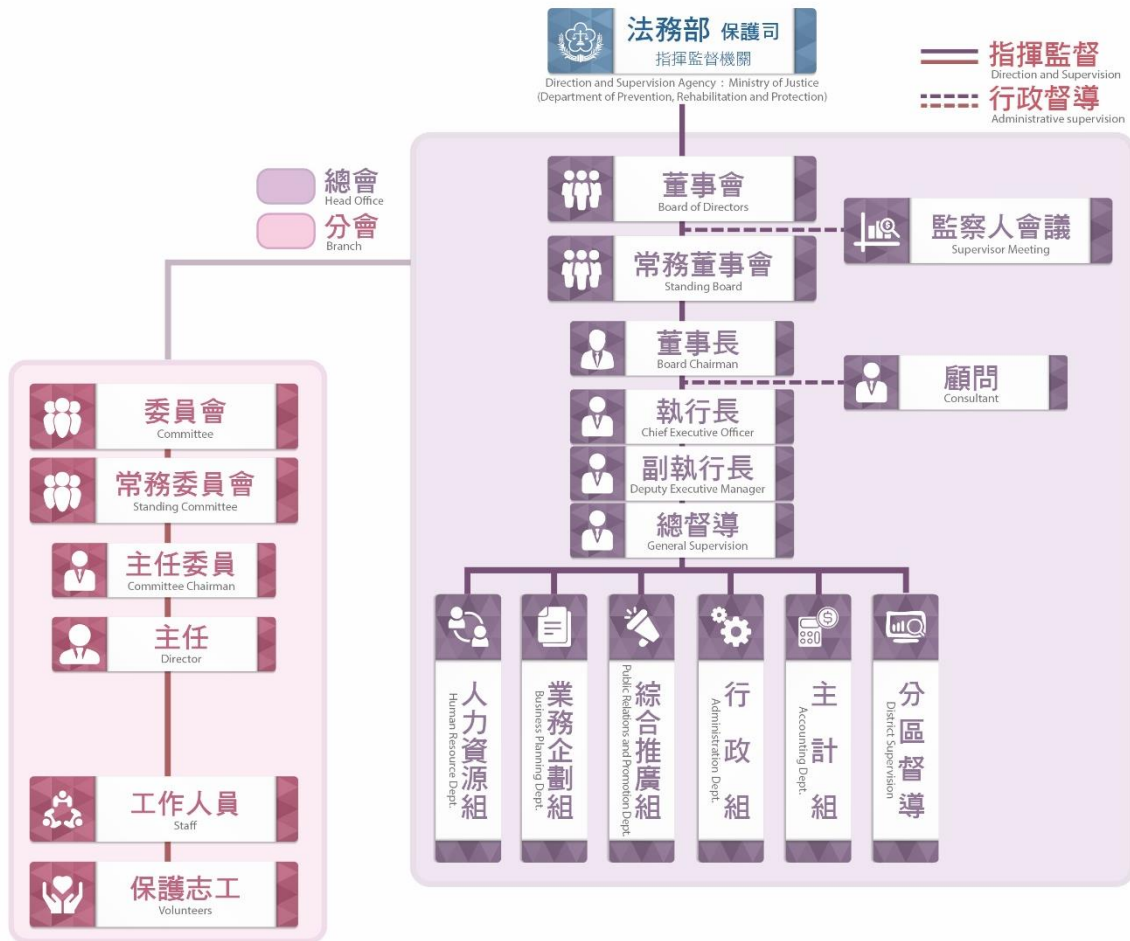 法務部 保護司
指揮監督機關
Direction and Supervision Agency：Ministry of Justice
(Department of Prevention, Rehabilitation and Protection)
指揮監督
Direction and Supervision
行政督導
Administrative supervision
總會
Head Office
分會
Branch
董事會
Board of Directors
監察人會議
Supervisor Meeting
常務董事會
Standing Board
董事長
Board Chairman
顧問
Consultant
執行長
Chief Executive Officer
副執行長
Deputy Executive Manager
總督導
General Supervision
人力資源組
Human Resource Dept.
業務企劃組
Business Planning Dept.
綜合推廣組
Public Relations and Promotion Dept.
行政組
Administration Dept.
主計組
Accounting Dept.
分區督導
District Supervision
委員會
Committee
常務委員會
Standing Committee
主任委員
Committee Chairman
主任
Director
工作人員
Staff
保護志工
Volunteers